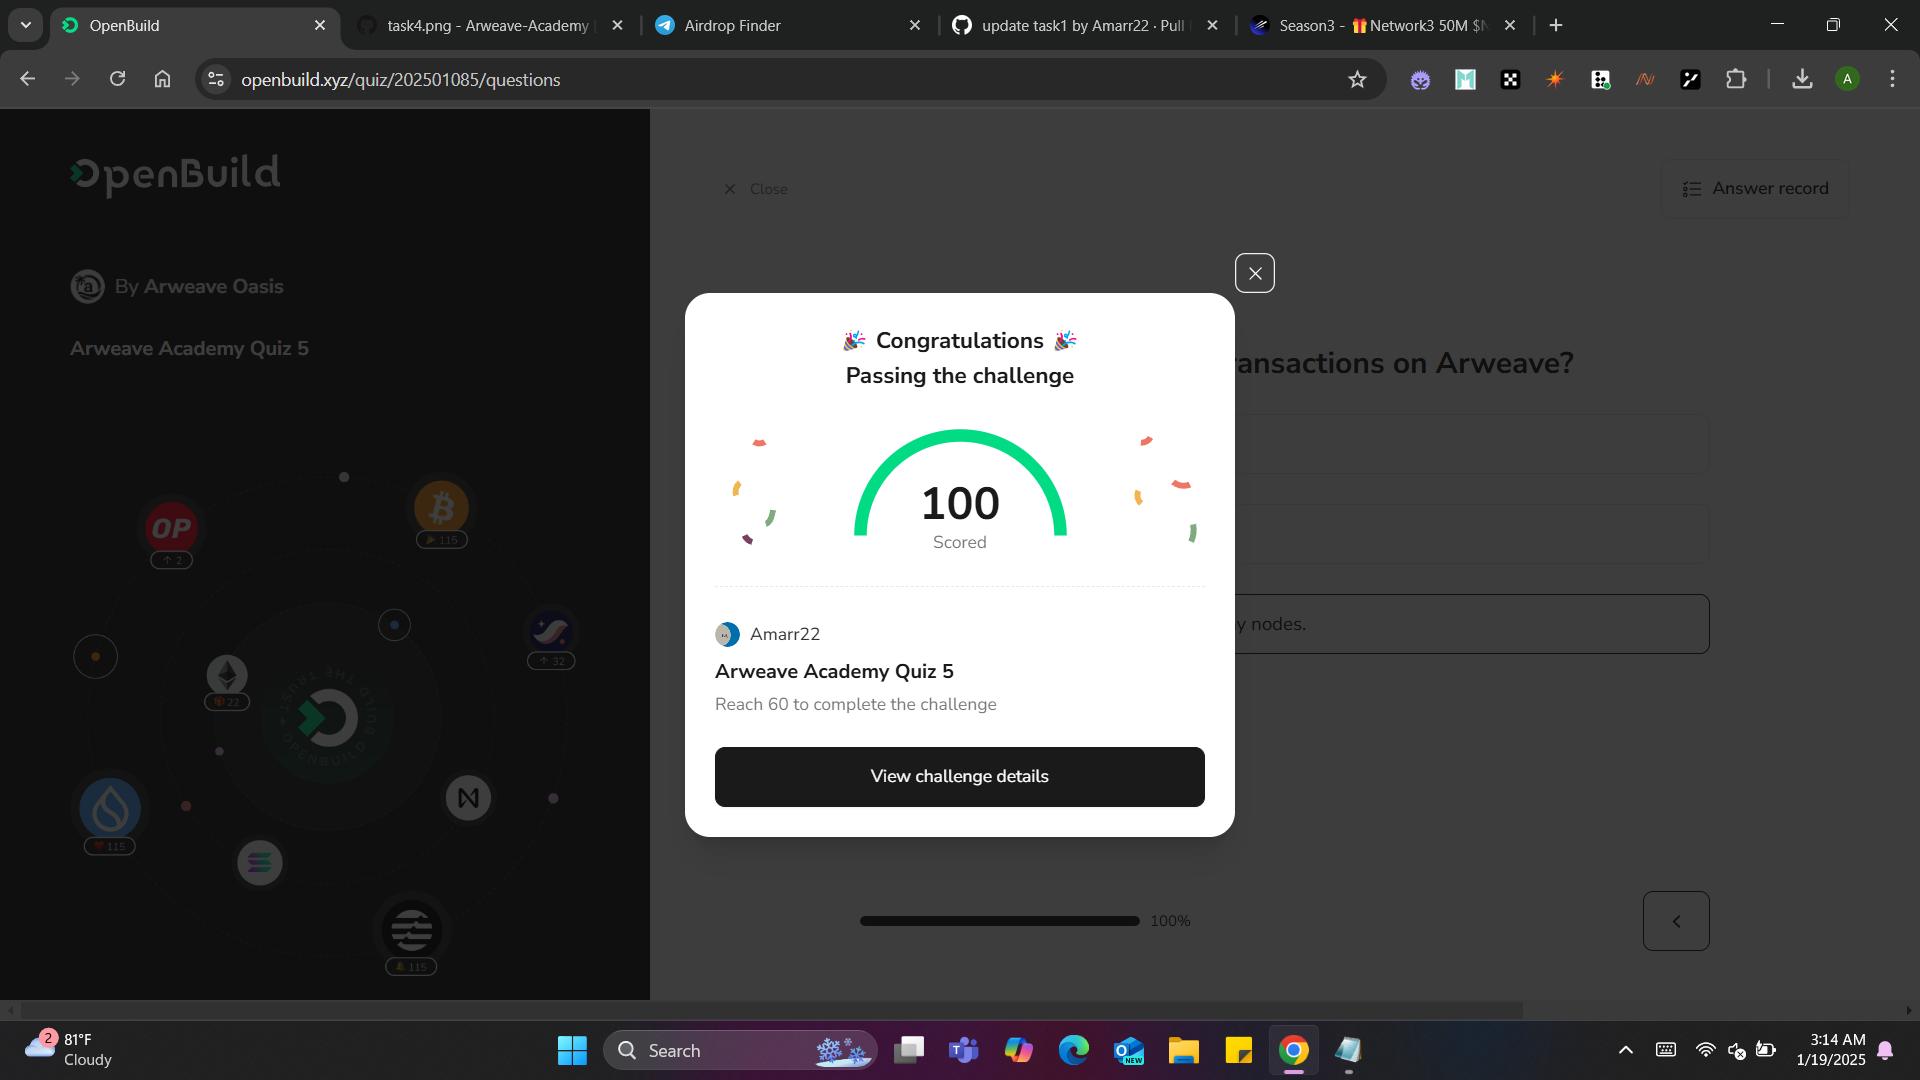 OpenBuild
task4.png - Arweave-Academy
Airdrop Finder
update task1 by Amarr22 · Pull
Season3 - 🎁Network3 50M $N
openbuild.xyz/quiz/202501085/questions
A
OpenBuild
By Arweave Oasis
Arweave Academy Quiz 5
OP
2
115
32
22
115
115
Close
Answer record
ansactions on Arweave?
y nodes.
🎉 Congratulations 🎉
Passing the challenge
100
Scored
Amarr22
Arweave Academy Quiz 5
Reach 60 to complete the challenge
View challenge details
100%
2
81°F
Cloudy
Search
NEW
3:14 AM
1/19/2025